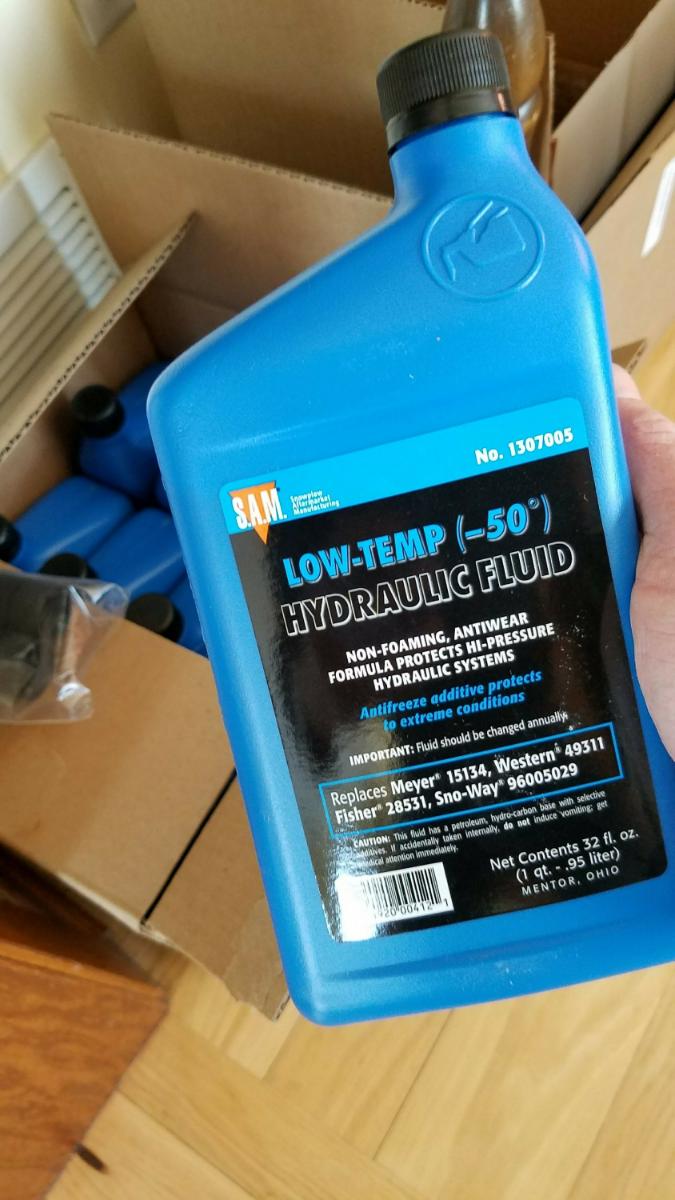 No. 1307005
S.A.M. Snowplow
Aftermarket
Manufacturing
LOW-TEMP (-50°)
HYDRAULIC FLUID
NON-FOAMING, ANTIWEAR
FORMULA PROTECTS HI-PRESSURE
HYDRAULIC SYSTEMS
Antifreeze additive protects
to extreme conditions
IMPORTANT: Fluid should be changed annually.
Replaces Meyer® 15134, Western® 49311
Fisher® 28531, Sno-Way® 96005029
CAUTION: This fluid has a petroleum, hydro-carbon base with selective
additives. If accidentally taken internally, do not induce vomiting; get
medical attention immediately.
Net Contents 32 fl. oz.
(1 qt. - .95 liter)
MENTOR, OHIO